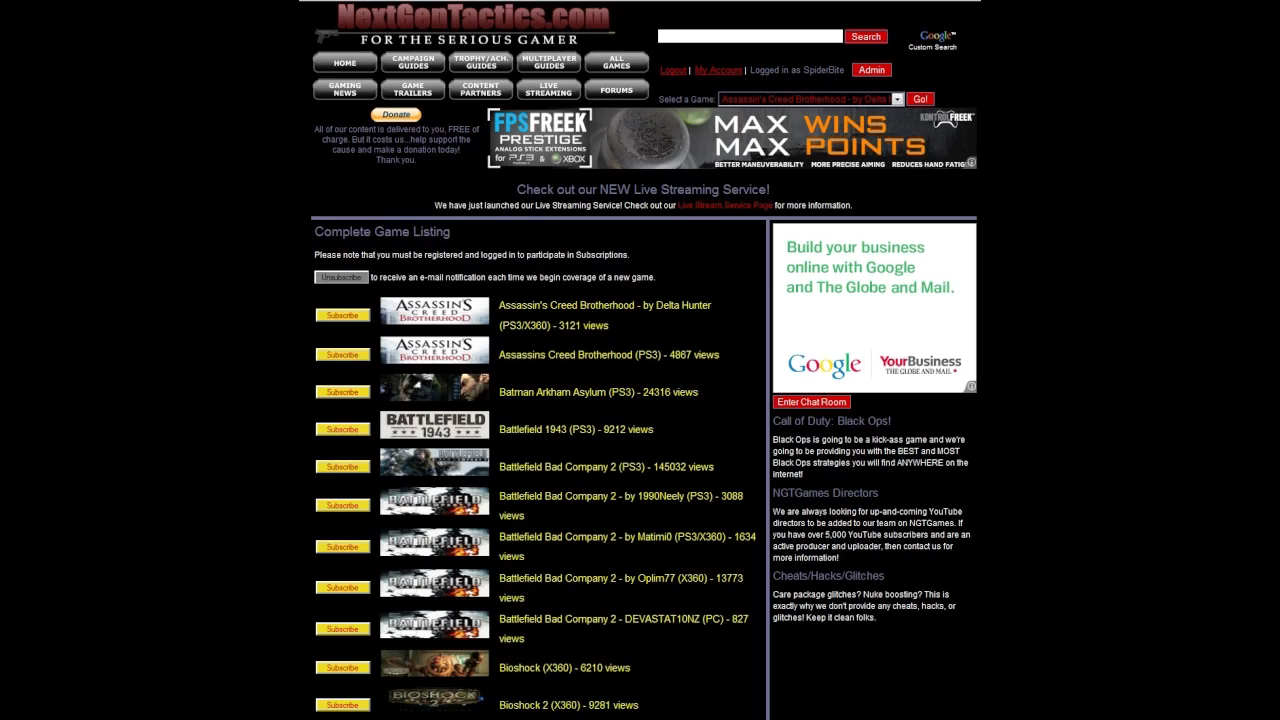 NextGenTactics.com
FOR THE SERIOUS GAMER
Search
Google™
Custom Search
HOME
CAMPAIGN GUIDES
TROPHY/ACH. GUIDES
MULTIPLAYER GUIDES
ALL GAMES
Logout | My Account | Logged in as SpiderBite
Admin
GAMING NEWS
GAME TRAILERS
CONTENT PARTNERS
LIVE STREAMING
FORUMS
Select a Game: Assassin's Creed Brotherhood - by Delta
Go!
Donate
All of our content is delivered to you, FREE of
charge. But it costs us...help support the
cause and make a donation today!
Thank you.
FPSFREEK
PRESTIGE
ANALOG STICK EXTENSIONS
for PS3 & XBOX
MAX WINS
MAX POINTS
BETTER MANEUVERABILITY MORE PRECISE AIMING REDUCES HAND FATIG
KONTROLFREEK
Check out our NEW Live Streaming Service!
We have just launched our Live Streaming Service! Check out our Live Stream Service Page for more information.
Complete Game Listing
Please note that you must be registered and logged in to participate in Subscriptions.
Unsubscribe to receive an e-mail notification each time we begin coverage of a new game.
Subscribe
ASSASSIN'S
CREED
BROTHERHOOD
Assassin's Creed Brotherhood - by Delta Hunter
(PS3/X360) - 3121 views
Subscribe
ASSASSIN'S
CREED
BROTHERHOOD
Assassins Creed Brotherhood (PS3) - 4867 views
Subscribe
Batman Arkham Asylum (PS3) - 24316 views
Subscribe
BATTLEFIELD
1943
Battlefield 1943 (PS3) - 9212 views
Subscribe
BATTLEFIELD
Battlefield Bad Company 2 (PS3) - 145032 views
Subscribe
BATTLEFIELD
Battlefield Bad Company 2 - by 1990Neely (PS3) - 3088
views
Subscribe
BATTLEFIELD
Battlefield Bad Company 2 - by Matimi0 (PS3/X360) - 1634
views
Subscribe
BATTLEFIELD
Battlefield Bad Company 2 - by Oplim77 (X360) - 13773
views
Subscribe
BATTLEFIELD
Battlefield Bad Company 2 - DEVASTAT10NZ (PC) - 827
views
Subscribe
Bioshock (X360) - 6210 views
Subscribe
BIOSHOCK
2
Bioshock 2 (X360) - 9281 views
Build your business
online with Google
and The Globe and Mail.
Google
YourBusiness
THE GLOBE AND MAIL
Enter Chat Room
Call of Duty: Black Ops!
Black Ops is going to be a kick-ass game and we're
going to be providing you with the BEST and MOST
Black Ops strategies you will find ANYWHERE on the
internet!
NGTGames Directors
We are always looking for up-and-coming YouTube
directors to be added to our team on NGTGames. If
you have over 5,000 YouTube subscribers and are an
active producer and uploader, then contact us for
more information!
Cheats/Hacks/Glitches
Care package glitches? Nuke boosting? This is
exactly why we don't provide any cheats, hacks, or
glitches! Keep it clean folks.